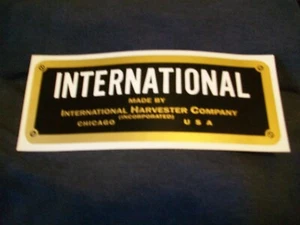 INTERNATIONAL
MADE BY
INTERNATIONAL HARVESTER COMPANY
(INCORPORATED)
CHICAGO U S A